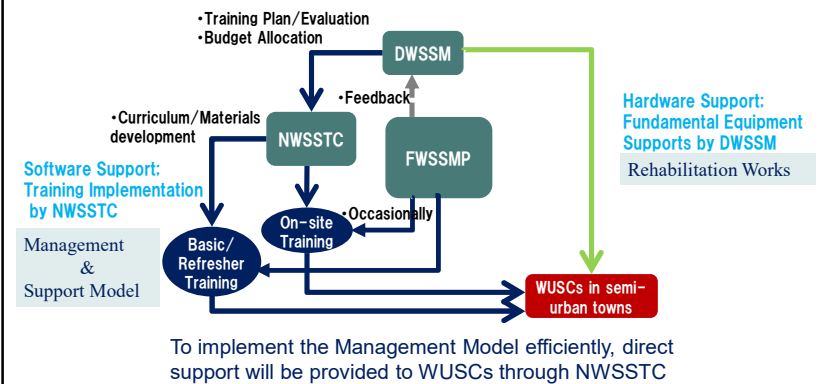 •Training Plan/Evaluation
•Budget Allocation
DWSSM
•Feedback
•Curriculum/Materials
development
NWSSTC
FWSSMP
Hardware Support:
Fundamental Equipment
Supports by DWSSM
Rehabilitation Works
Software Support:
Training Implementation
by NWSSTC
Management
&
Support Model
•Occasionally
On-site
Training
Basic/
Refresher
Training
WUSCs in semi-
urban towns
To implement the Management Model efficiently, direct
support will be provided to WUSCs through NWSSTC